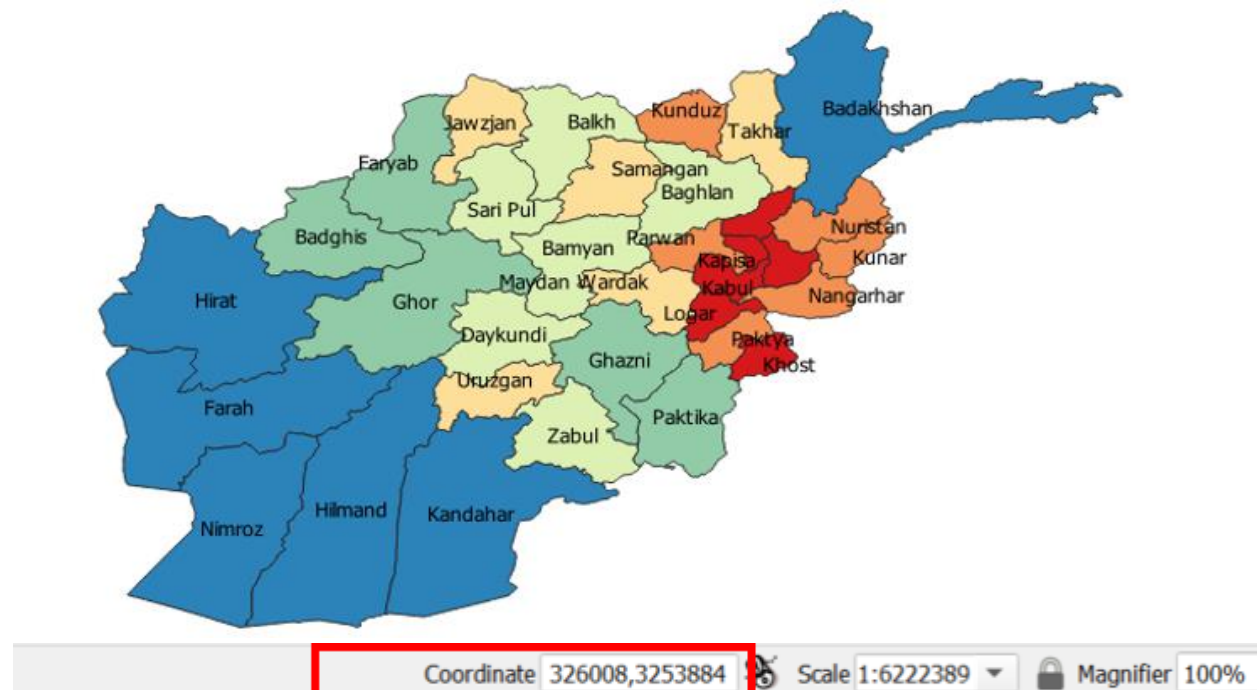 Kunduz
Badakhshan
Jawzjan
Balkh
Takhar
Faryab
Samangan
Baghlan
Sari Pul
Nuristan
Badghis
Parwan
Bamyan
Kunar
Kapisa
Maydan Wardak
Kabul
Nangarhar
Hirat
Ghor
Logar
Daykundi
Paktya
Ghazni
Khost
Uruzgan
Farah
Paktika
Zabul
Hilmand
Kandahar
Nimroz
Coordinate 326008,3253884 Scale 1:6222389 Magnifier 100%